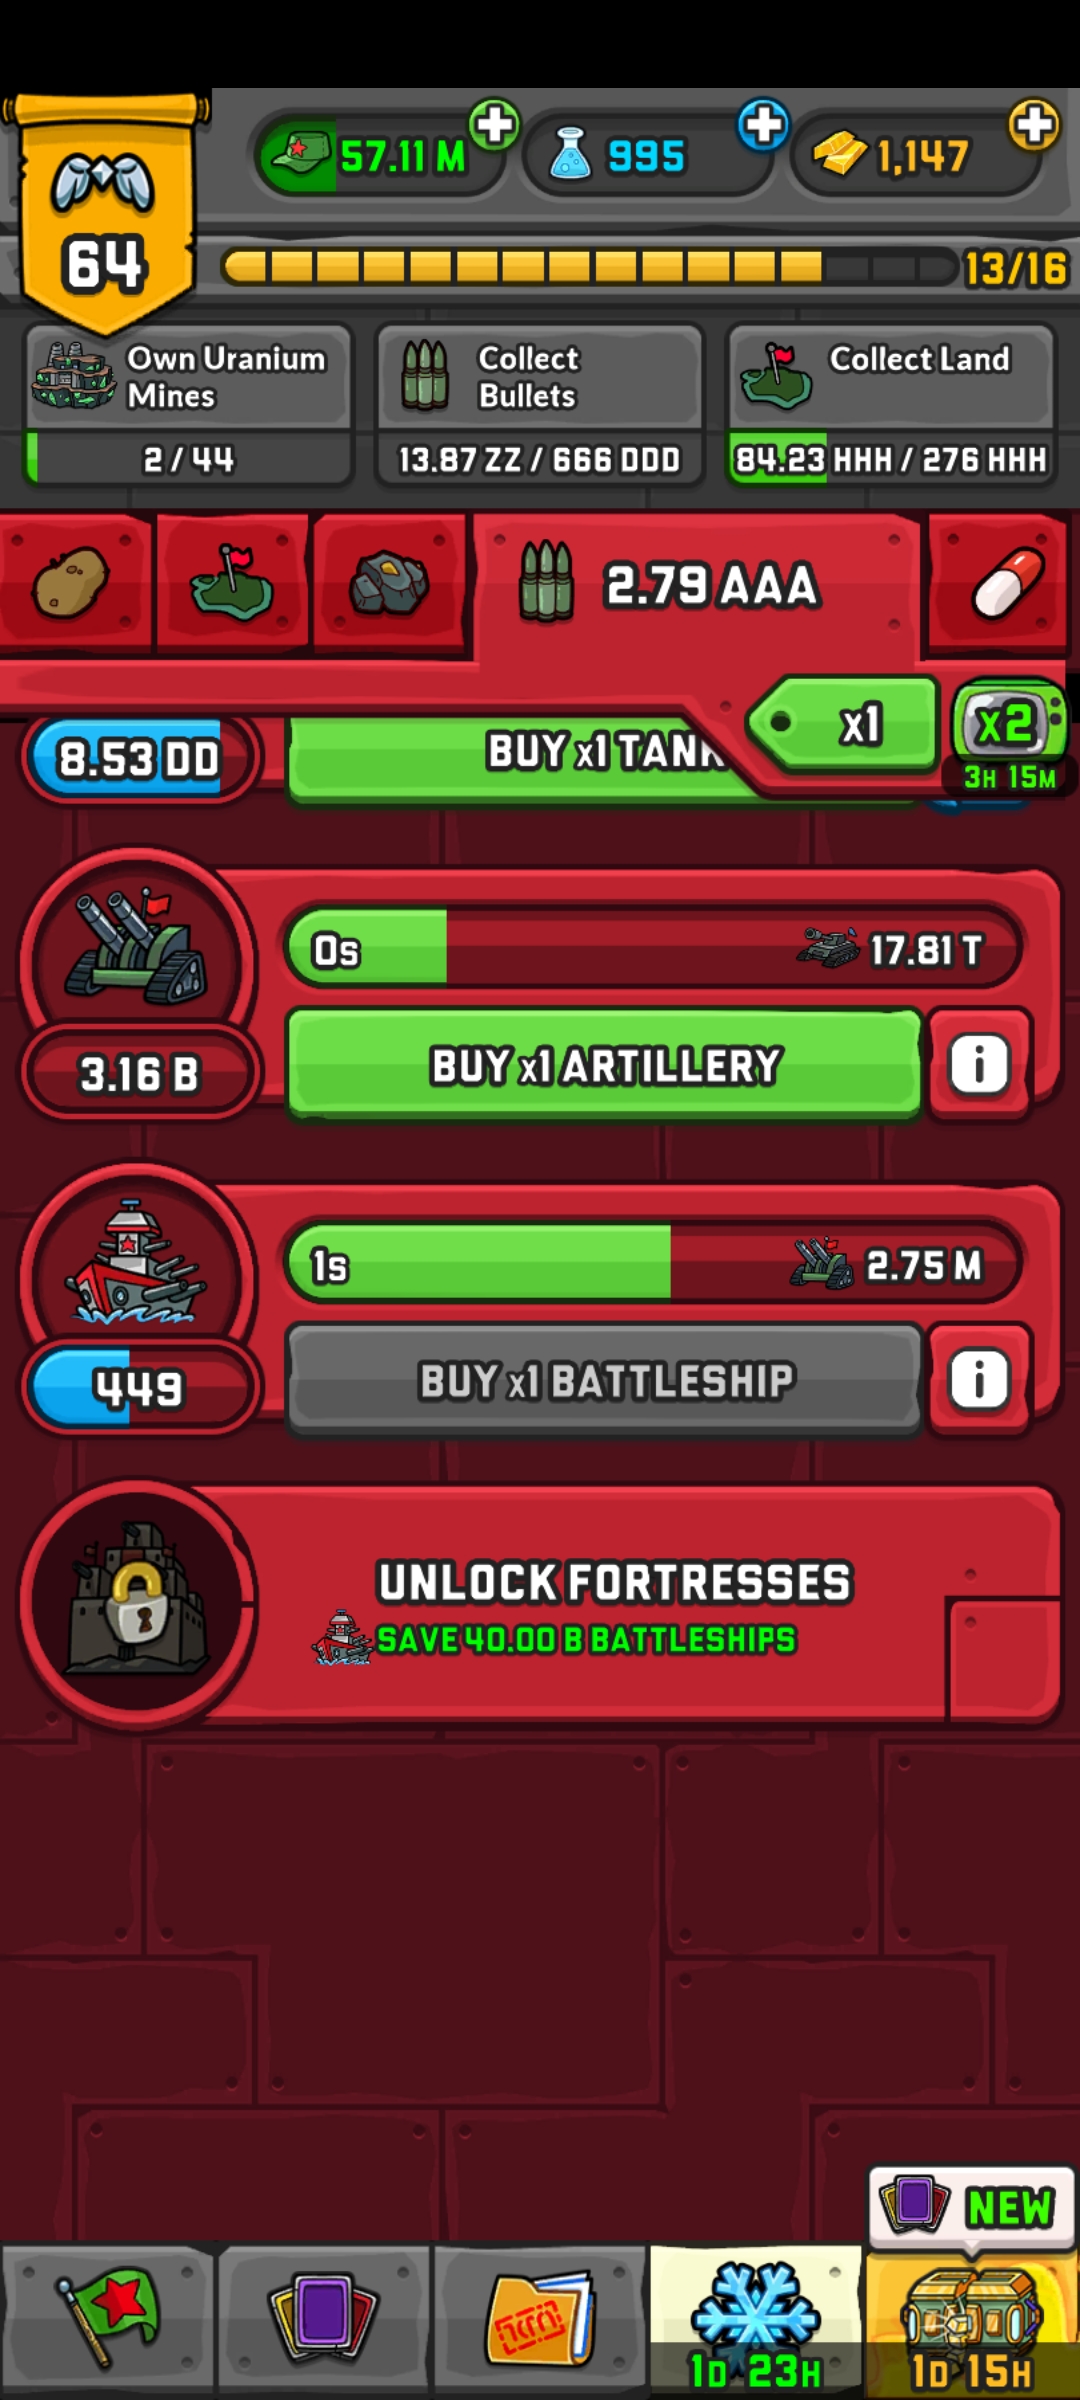 57.11 M
995
1,147
64
13/16
Own Uranium
Mines
2 / 44
Collect
Bullets
13.87 ZZ / 666 DDD
Collect Land
84.23 HHH / 276 HHH
2.79 AAA
x1
x2
3H 15M
8.53 DD
BUY x1 TANK
0s
17.81 T
3.16 B
BUY x1 ARTILLERY
i
1s
2.75 M
449
BUY x1 BATTLESHIP
i
UNLOCK FORTRESSES
SAVE 40.00 B BATTLESHIPS
NEW
1D 23H
1D 15H